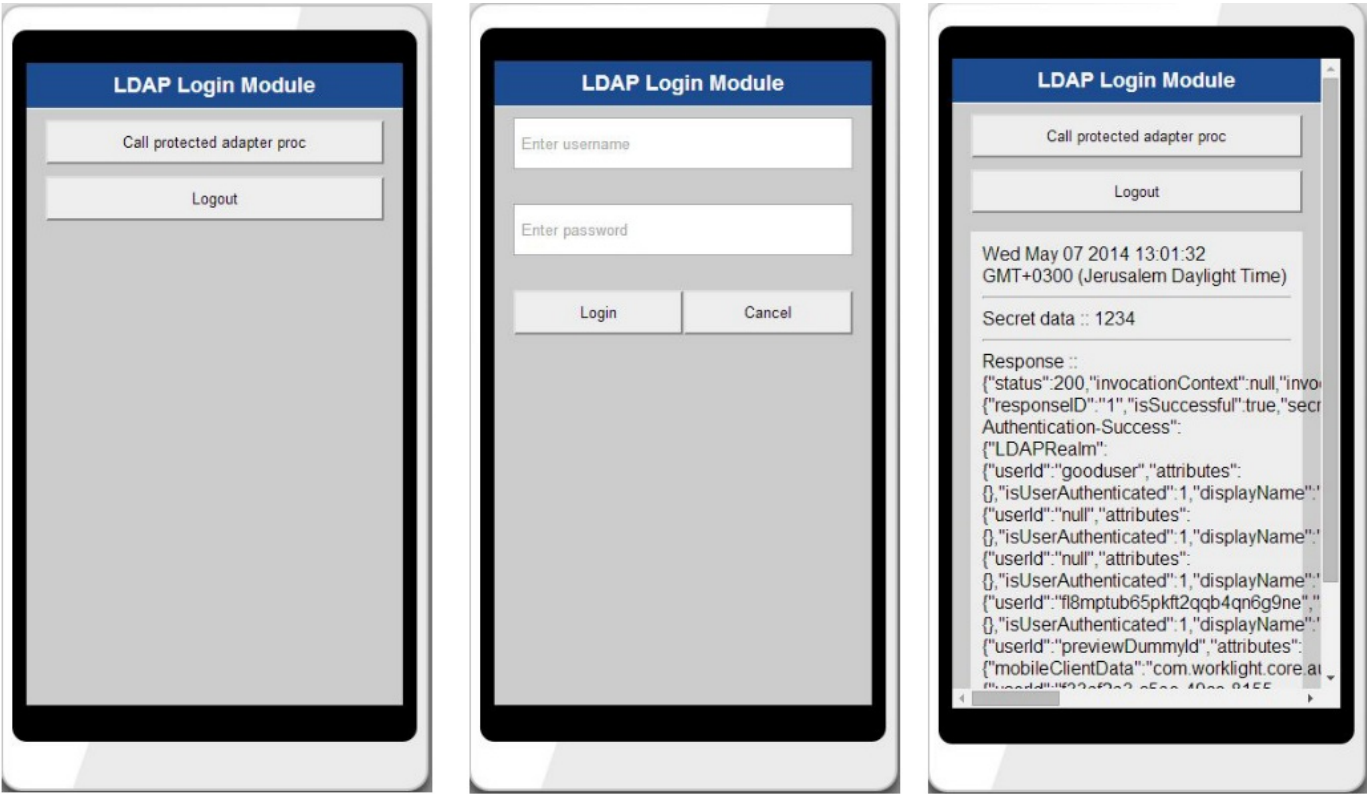 LDAP Login Module
Call protected adapter proc
Logout
LDAP Login Module
Enter username
Enter password
Login
Cancel
LDAP Login Module
Call protected adapter proc
Logout
Wed May 07 2014 13:01:32
GMT+0300 (Jerusalem Daylight Time)
Secret data :: 1234
Response ::
{"status":200,"invocationContext":null,"invo
{"responseID":"1","isSuccessful":true,"secr
Authentication-Success":
{"LDAPRealm":
{"userId":"gooduser","attributes":
{},"isUserAuthenticated":1,"displayName":"
{"userId":"null","attributes":
{},"isUserAuthenticated":1,"displayName":"
{"userId":"null","attributes":
{},"isUserAuthenticated":1,"displayName":"
{"userId":"fl8mptub65pkft2qqb4qn6g9ne","
{},"isUserAuthenticated":1,"displayName":"
{"userId":"previewDummyId","attributes":
{"mobileClientData":"com.worklight.core.au